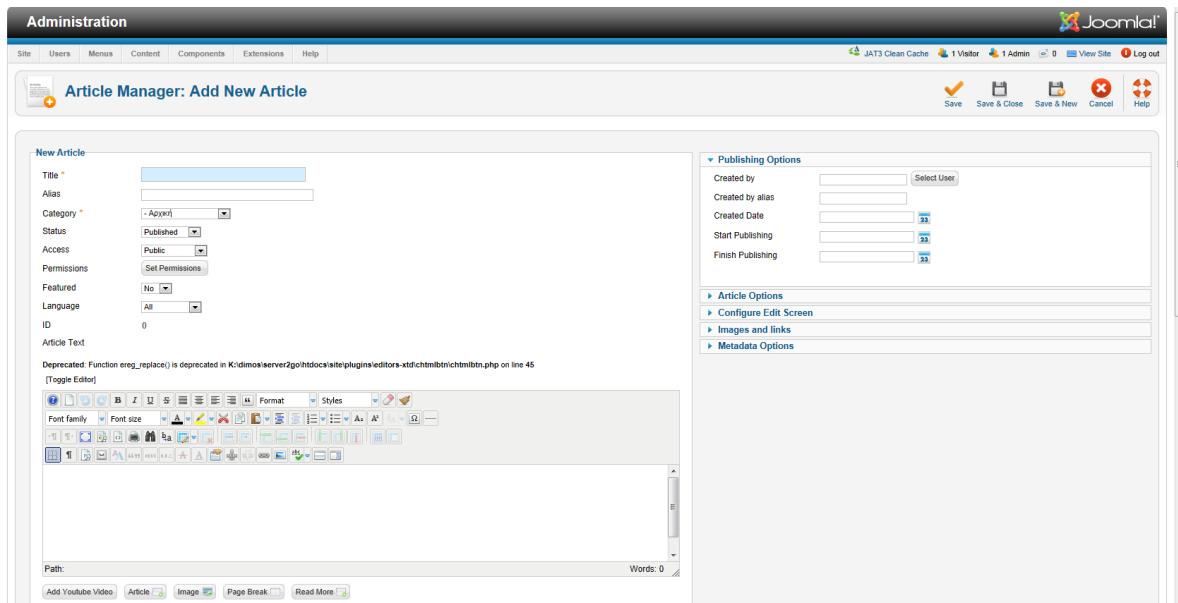 Administration
Joomla!
Site Users Menus Content Components Extensions Help
JAT3 Clean Cache 1 Visitor 1 Admin 0 View Site Log out
Article Manager: Add New Article
Save Save & Close Save & New Cancel Help
New Article
Title *
Alias
Category * - Αρχική
Status Published
Access Public
Permissions Set Permissions
Featured No
Language All
ID 0
Article Text
Deprecated: Function ereg_replace() is deprecated in K:\dimos\server2go\htdocs\site\plugins\editors-xtd\chtmlbtn\chtmlbtn.php on line 45
[Toggle Editor]
Format Styles
Font family Font size
Path: Words: 0
Add Youtube Video Article Image Page Break Read More
Publishing Options
Created by Select User
Created by alias
Created Date 23
Start Publishing 23
Finish Publishing 23
Article Options
Configure Edit Screen
Images and links
Metadata Options